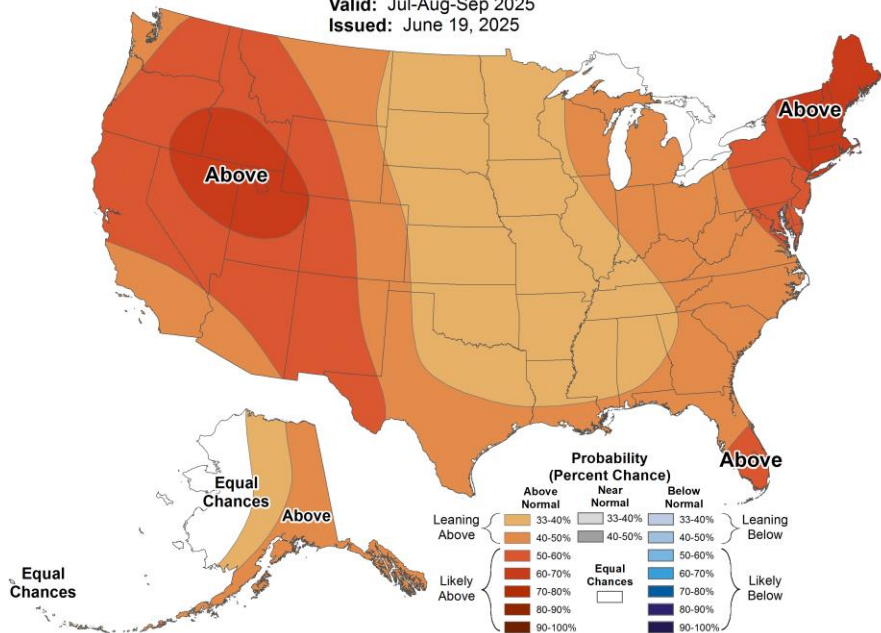 Valid: Jul-Aug-Sep 2025
Issued: June 19, 2025
Above
Above
Above
Equal
Chances
Above
Equal
Chances
Probability
(Percent Chance)
Above
Normal
Near
Normal
Below
Normal
Leaning
Above
33-40%
40-50%
33-40%
40-50%
33-40%
40-50%
Leaning
Below
Likely
Above
50-60%
60-70%
70-80%
80-90%
90-100%
Equal
Chances
50-60%
60-70%
70-80%
80-90%
90-100%
Likely
Below